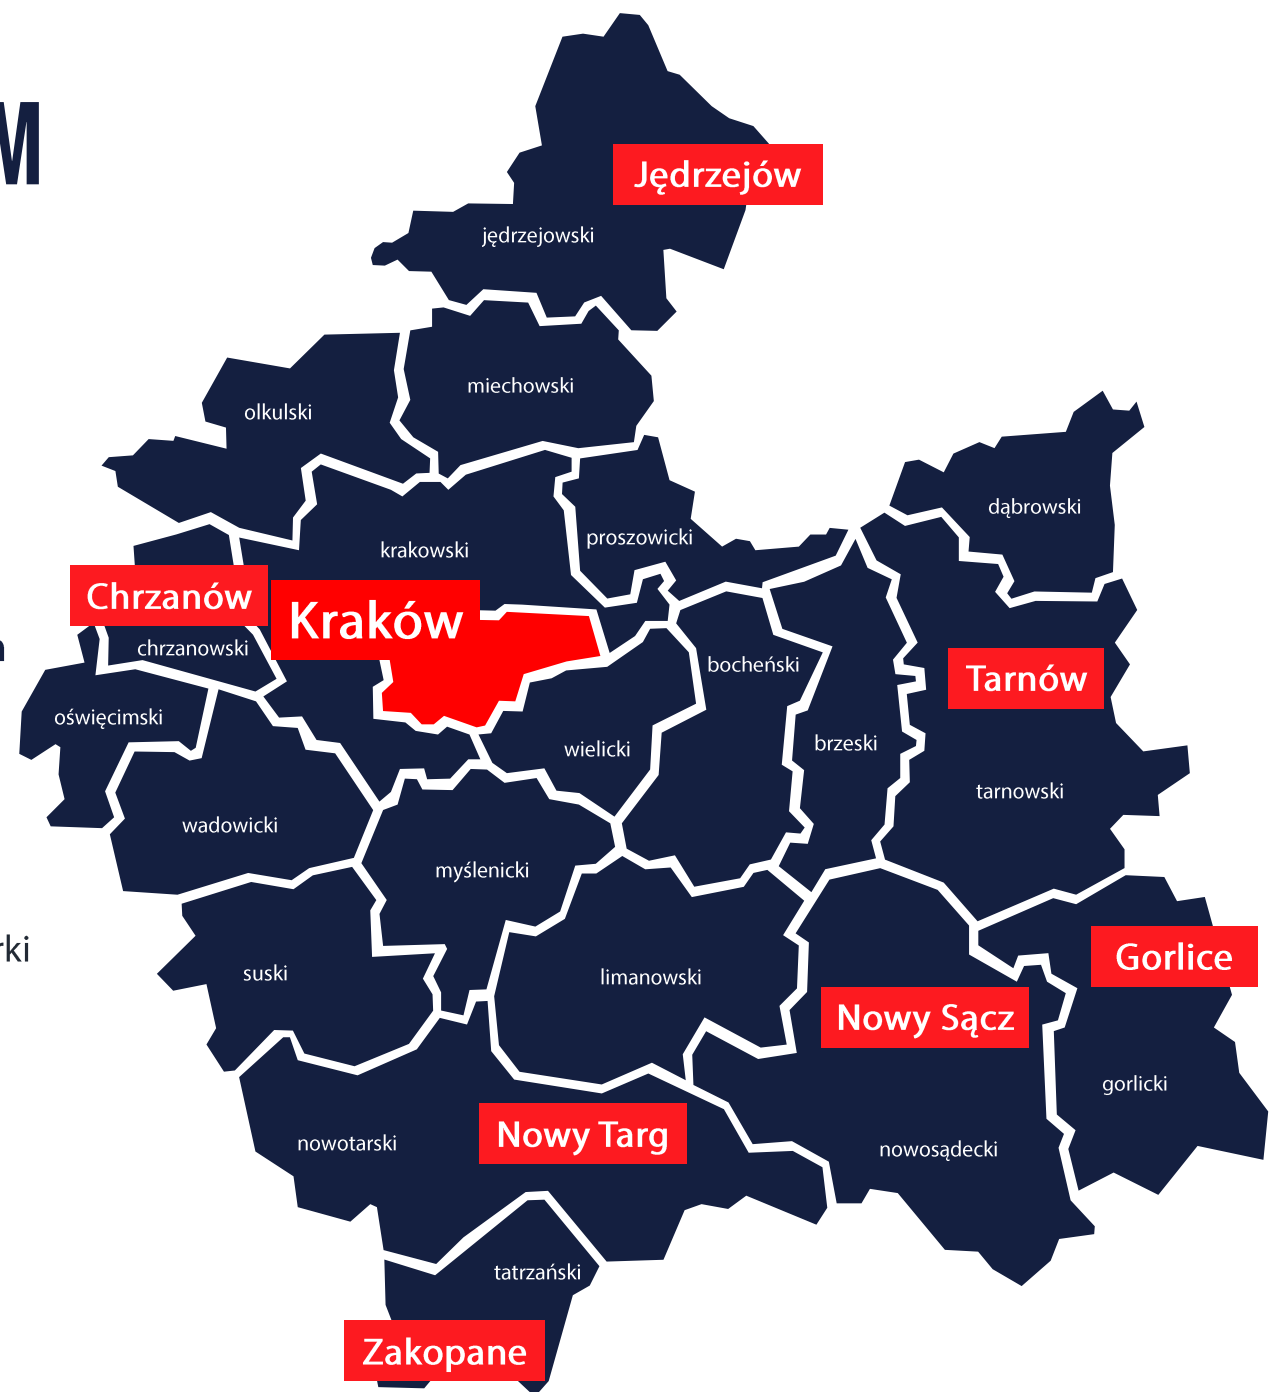 M
Jędrzejów
jędrzejowski
miechowski
olkulski
dąbrowski
proszowicki
krakowski
Chrzanów
Kraków
chrzanowski
bocheński
Tarnów
oświęcimski
brzeski
wielicki
tarnowski
wadowicki
myślenicki
rki
Gorlice
suski
limanowski
Nowy Sącz
gorlicki
Nowy Targ
nowotarski
nowosądecki
tatrzański
Zakopane